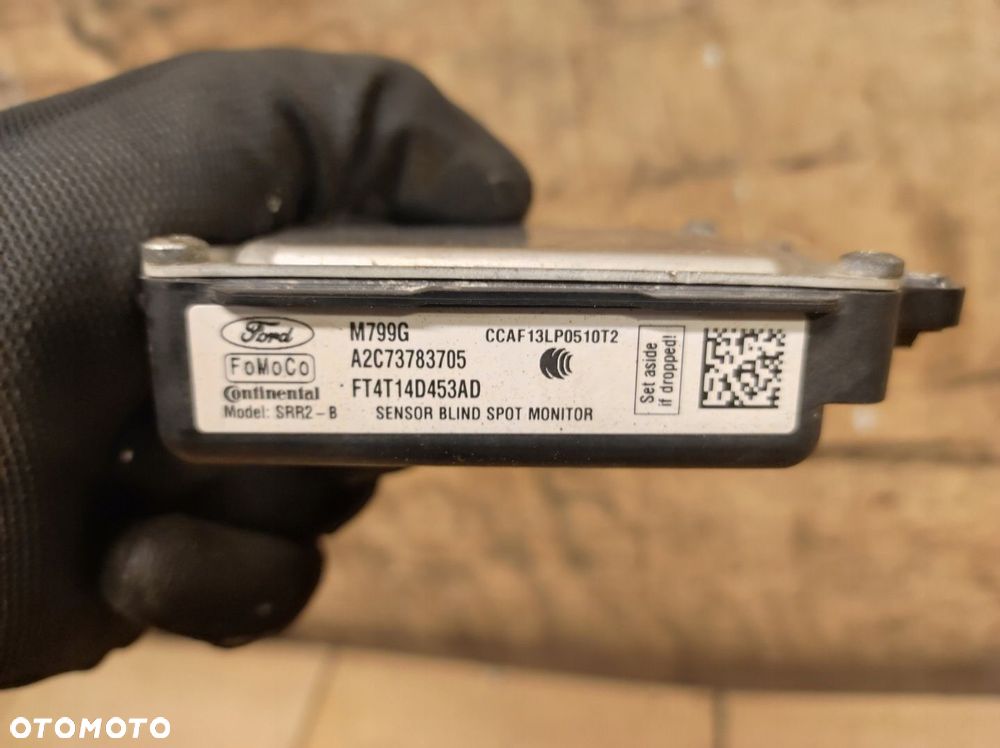 Ford
FoMoCo
Continental
Model: SRR2-B
M799G
A2C73783705
FT4T14D453AD
SENSOR BLIND SPOT MONITOR
CCAF13LP0510T2
Set aside
if dropped!
OTOMOTO